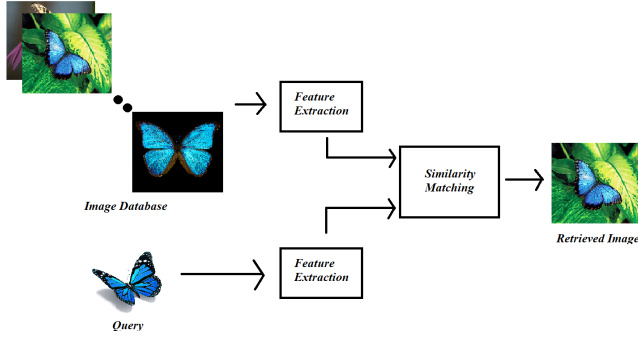 Feature
Extraction
Similarity
Matching
Image Database
Retrieved Image
Feature
Extraction
Query